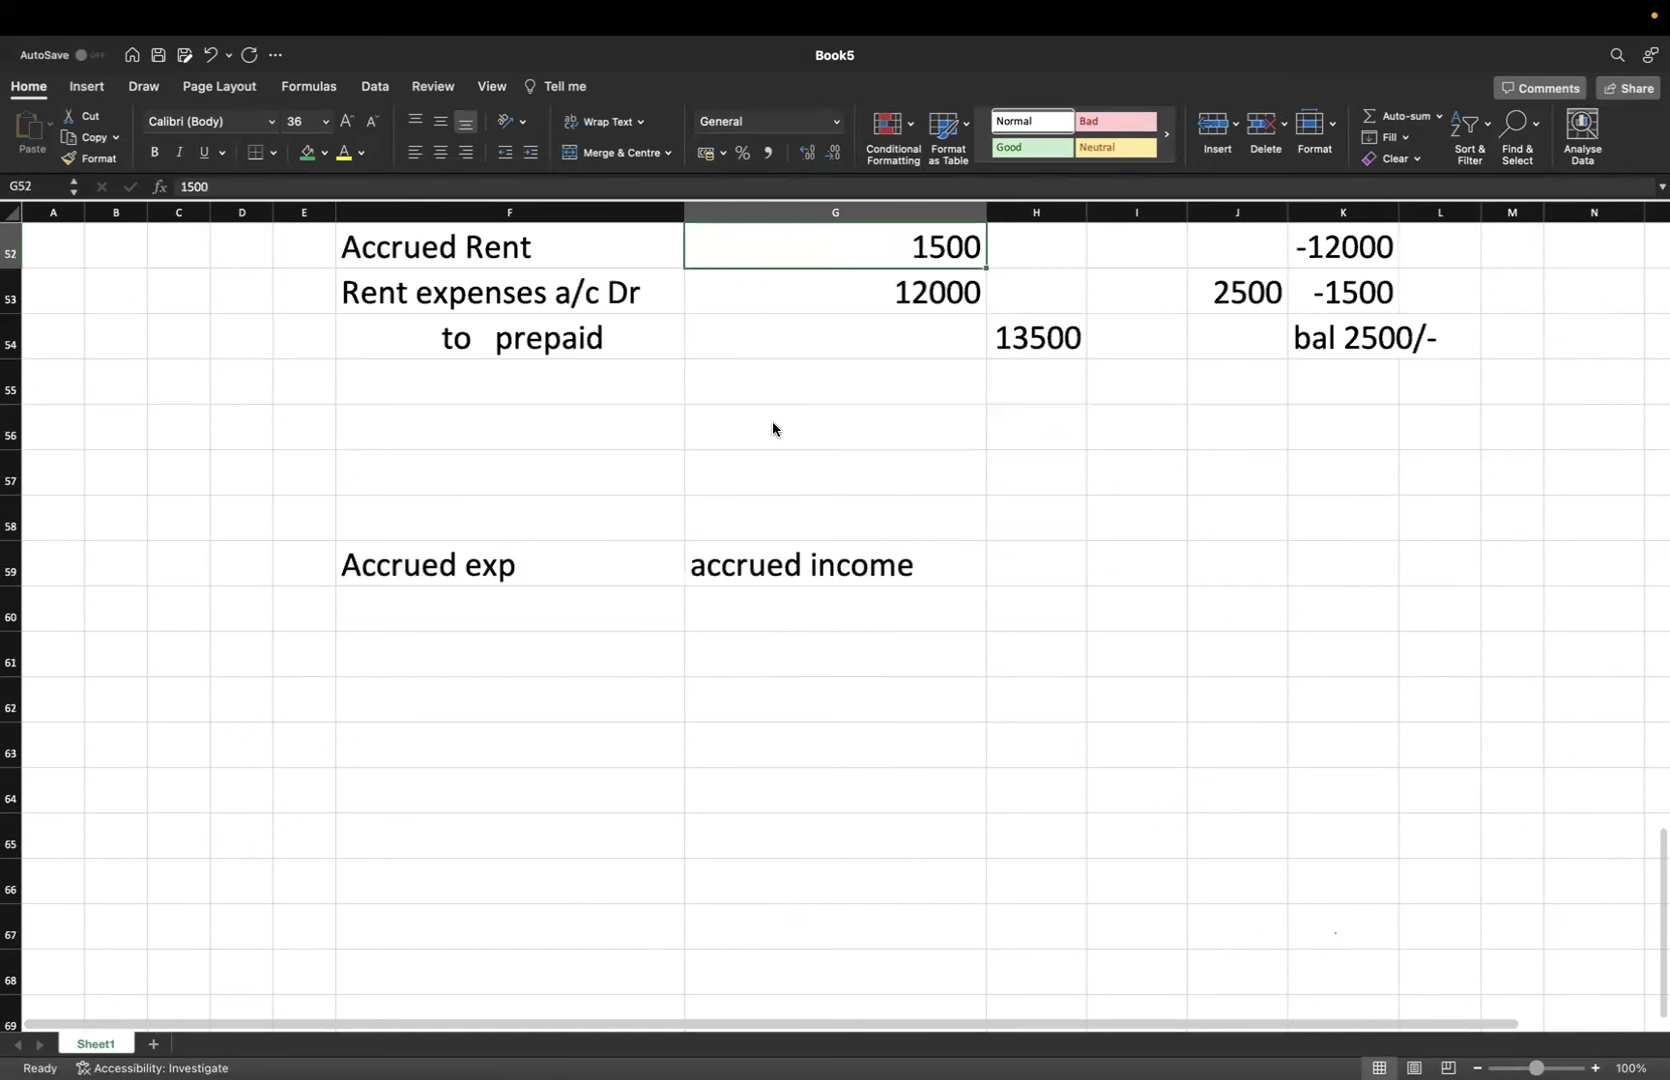 AutoSave OFF
Book5
Home Insert Draw Page Layout Formulas Data Review View Tell me
Comments Share
Paste
Cut
Copy
Format
Calibri (Body) 36
B I U
Wrap Text
Merge & Centre
General
Conditional Formatting
Format as Table
Normal Bad
Good Neutral
Insert Delete Format
Auto-sum
Fill
Clear
Sort & Filter
Find & Select
Analyse Data
G52 fx 1500
A B C D E F G H I J K L M N
52 Accrued Rent 1500 -12000
53 Rent expenses a/c Dr 12000 2500 -1500
54 to prepaid 13500 bal 2500/-
55
56
57
58
59 Accrued exp accrued income
60
61
62
63
64
65
66
67
68
69
Sheet1
Ready Accessibility: Investigate 100%